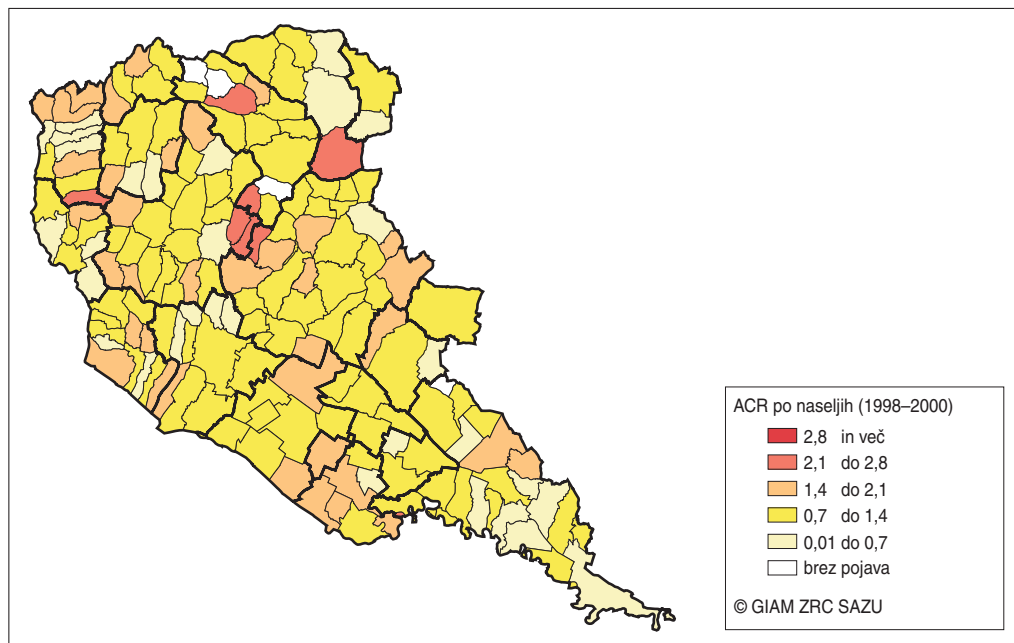 ACR po naseljih (1998–2000)
2,8 in več
2,1 do 2,8
1,4 do 2,1
0,7 do 1,4
0,01 do 0,7
brez pojava
© GIAM ZRC SAZU